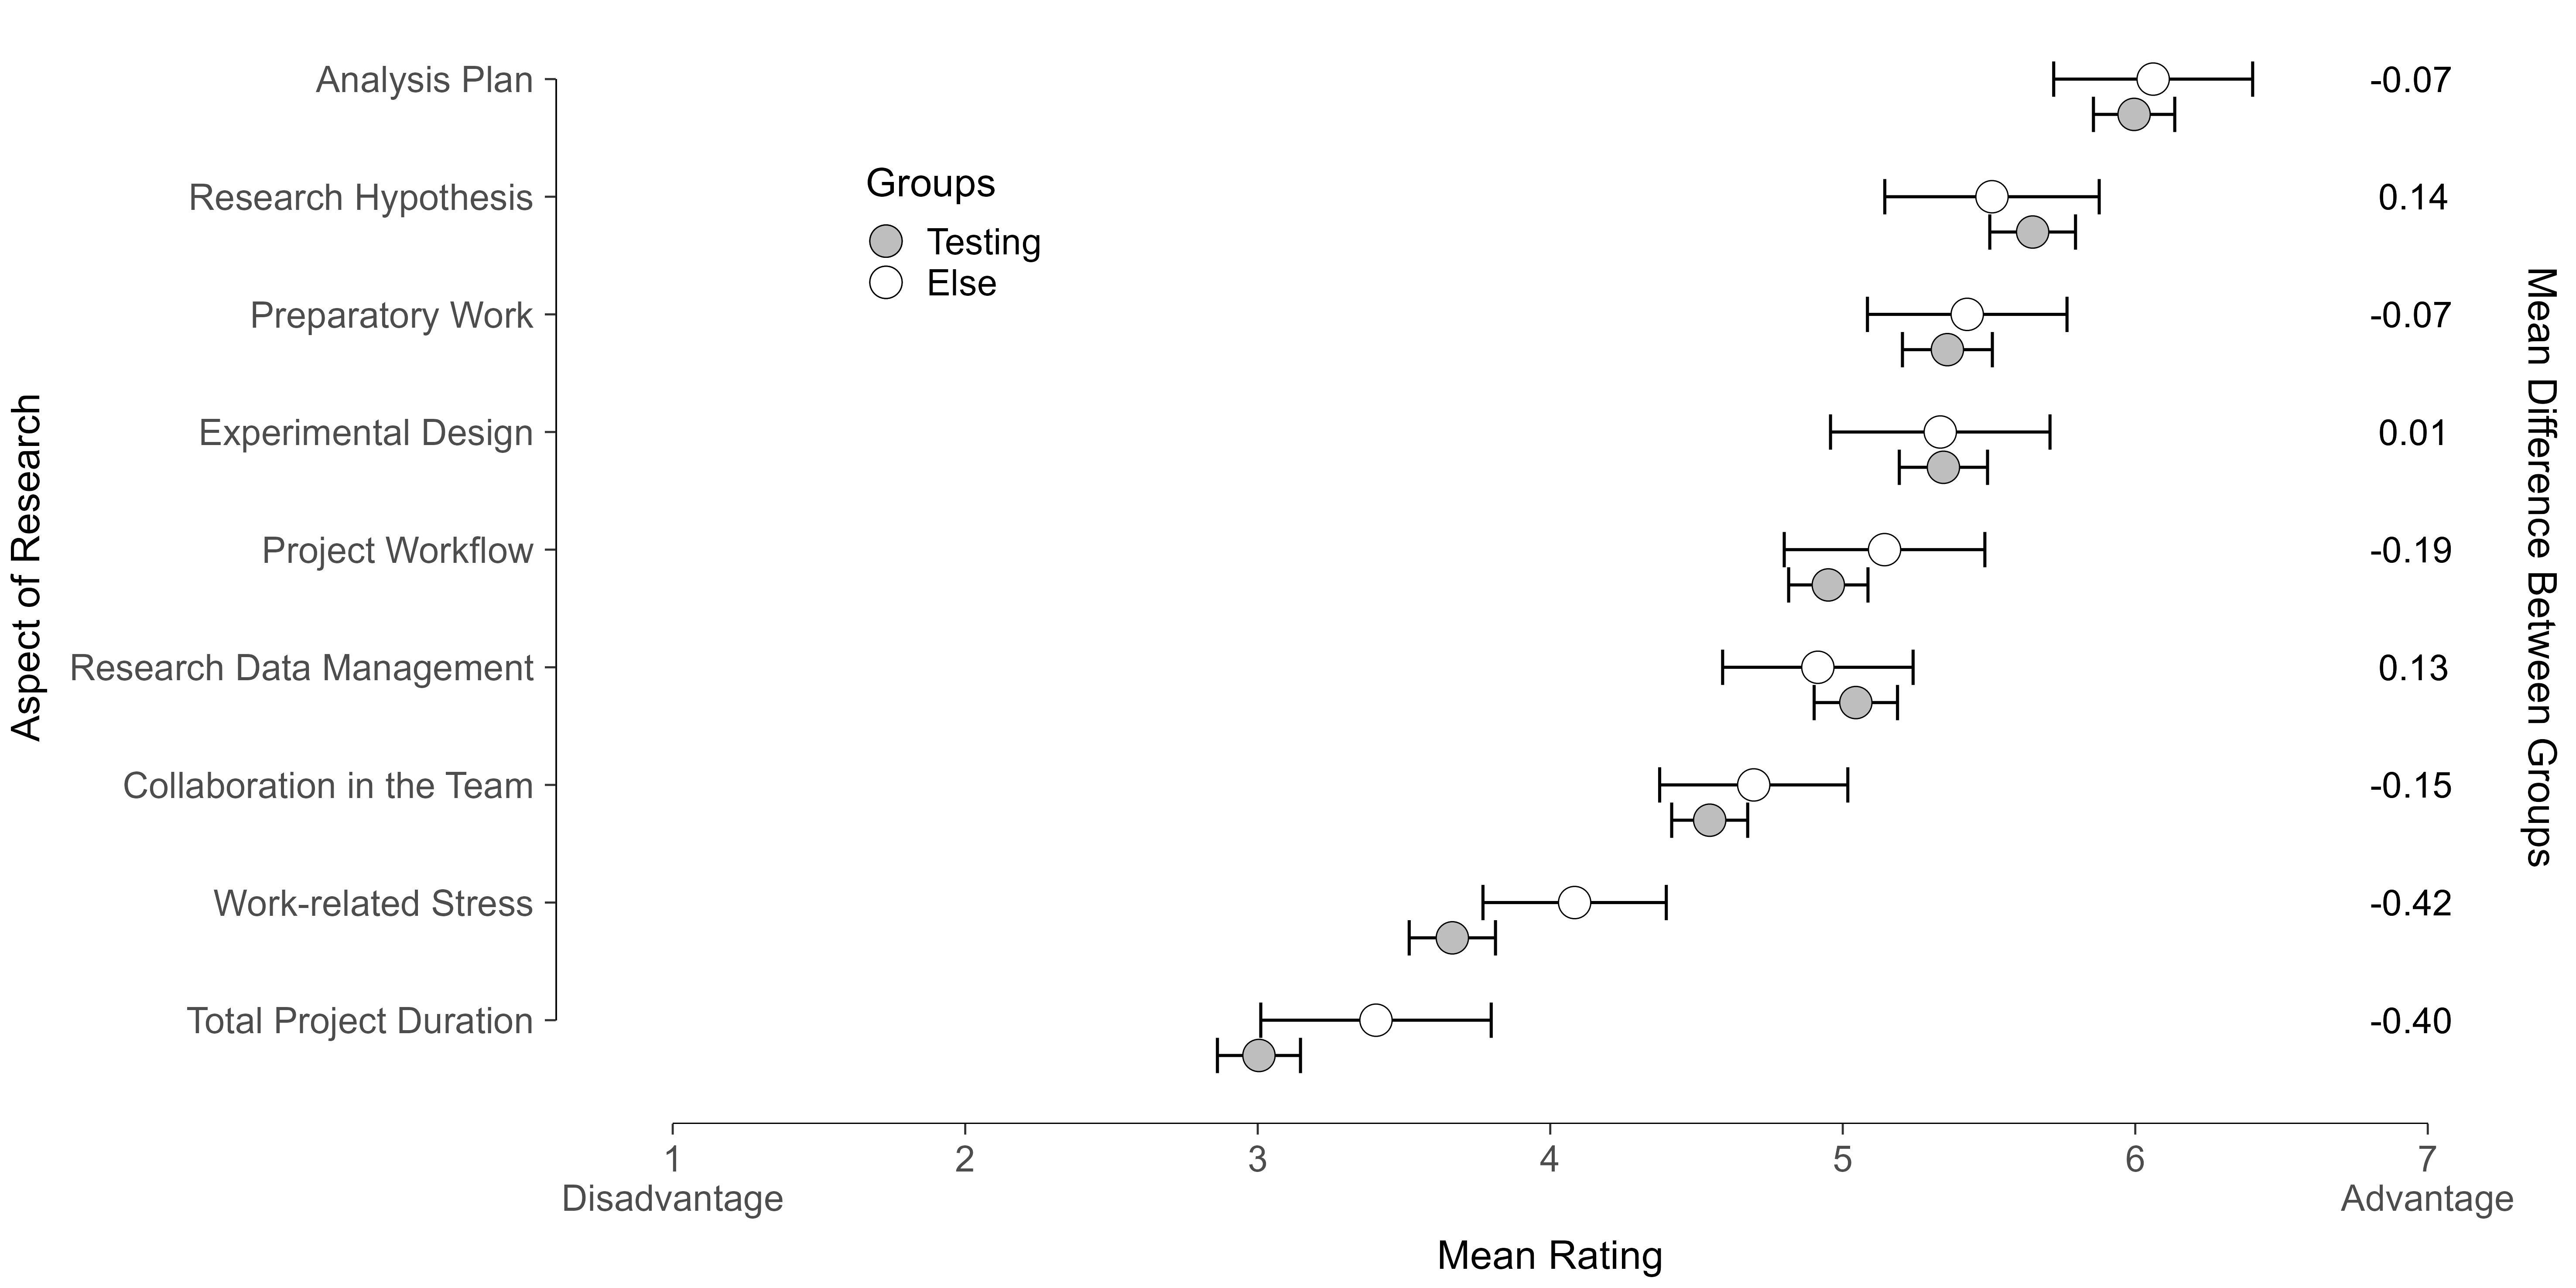 Analysis Plan
-0.07
Groups
Research Hypothesis
0.14
Testing
Else
Preparatory Work
-0.07
Experimental Design
0.01
Project Workflow
-0.19
Research Data Management
0.13
Collaboration in the Team
-0.15
Work-related Stress
-0.42
Total Project Duration
-0.40
Aspect of Research
Mean Difference Between Groups
1 2 3 4 5 6 7
Disadvantage Advantage
Mean Rating